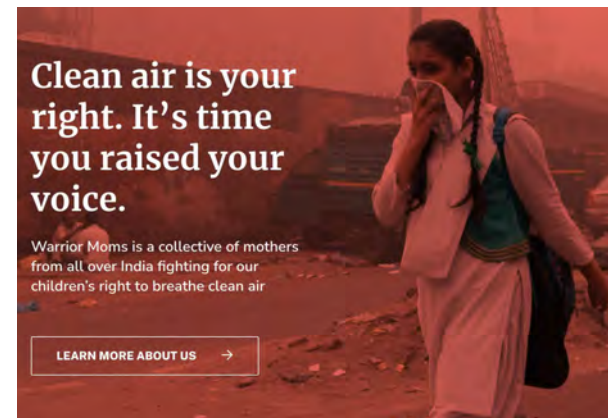 Clean air is your
right. It’s time
you raised your
voice.
Warrior Moms is a collective of mothers
from all over India fighting for our
children’s right to breathe clean air
LEARN MORE ABOUT US →